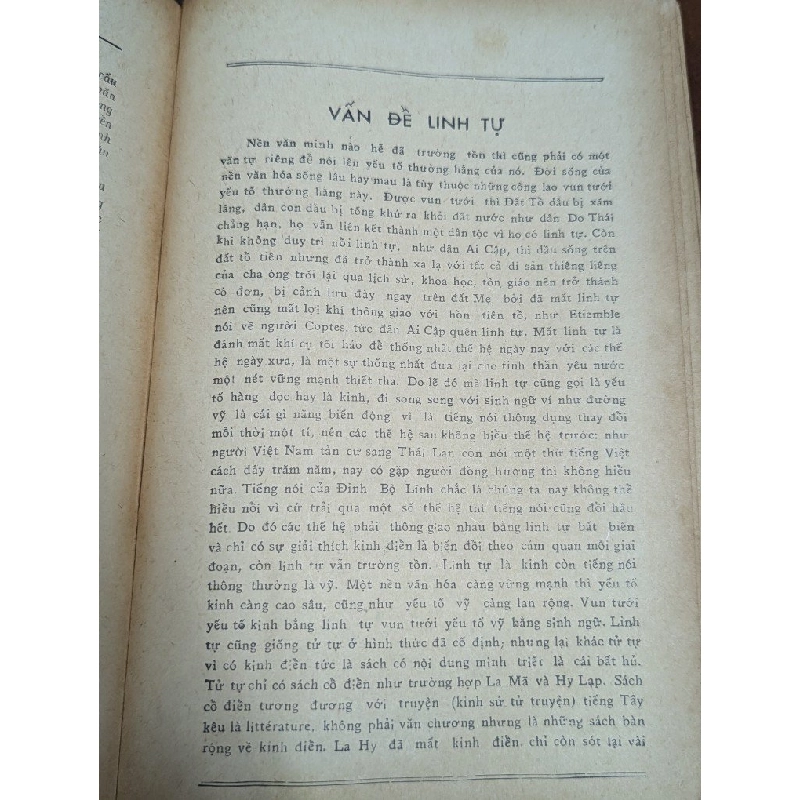 cầu
văn
ng
ền
nh
ân
u
g
c
VẤN ĐỀ LINH TỰ
Nền văn minh nào hễ đã trường tồn thì cũng phải có một
văn tự riêng để nói lên yếu tố thường hằng của nó. Đời sống của
nền văn hóa sống lâu hay mau là tùy thuộc những công lao vun tưới
yếu tố thường hằng này. Được vun tưới thì Đất Tổ dầu bị xâm
lăng, dân con dầu bị tống khứ ra khỏi đất nước như dân Do Thái
chẳng hạn, họ vẫn liên kết thành một dân tộc vì họ có linh tự. Còn
khi không duy trì nổi linh tự, như dân Ai Cập, thì dầu sống trên
đất tổ tiên nhưng đã trở thành xa lạ với tất cả di sản thiêng liêng
của cha ông trối lại qua lịch sử, khoa học, tôn giáo nên trở thành
cô đơn, bị cảnh lưu đày ngay trên đất Mẹ bởi đã mất linh tự
nên cũng mất lợi khí thông giao với hồn tiên tổ, như Etiemble
nói về người Coptes, tức dân Ai Cập quên linh tự. Mất linh tự là
đánh mất khí cụ tối hảo để thống nhất thế hệ ngày nay với các thế
hệ ngày xưa, là một sự thống nhất đưa lại cho tinh thần yêu nước
một nét vững mạnh thiết tha. Do lẽ đó mà linh tự cũng gọi là yếu
tố hàng dọc hay là kinh, đi song song với sinh ngữ ví như đường
vỹ là cái gì năng biến động vì là tiếng nói thông dụng thay đổi
mỗi thời một tí, nên các thế hệ sau không hiểu thế hệ trước: như
người Việt Nam tản cư sang Thái Lan còn nói một thứ tiếng Việt
cách đây trăm năm, nay có gặp người đồng hương thì không hiểu
nữa. Tiếng nói của Đinh Bộ Lĩnh chắc là chúng ta nay không thể
hiểu nổi vì cứ trải qua một số thế hệ thì tiếng nói cũng đổi hầu
hết. Do đó các thế hệ phải thông giao nhau bằng linh tự bất biến
và chỉ có sự giải thích kinh điển là biến đổi theo cảm quan mỗi giai
đoạn, còn linh tự vẫn trường tồn. Linh tự là kinh còn tiếng nói
thông thường là vỹ. Một nền văn hóa càng vững mạnh thì yếu tố
kinh càng cao sâu, cũng như yếu tố vỹ càng lan rộng. Vun tưới
yếu tố kinh bằng linh tự vun tưới yếu tố vỹ bằng sinh ngữ. Linh
tự cũng giống tử tự ở hình thức đã cố định; nhưng lại khác tử tự
vì có kinh điển tức là sách có nội dung minh triết là cái bất hủ.
Tử tự chỉ có sách cổ điển như trường hợp La Mã và Hy Lạp. Sách
cổ điển tương đương với truyện (kinh sử tử truyện) tiếng Tây
kêu là littérature, không phải văn chương nhưng là những sách bàn
rộng về kinh điển. La Hy đã mất kinh điển, chỉ còn sót lại vài